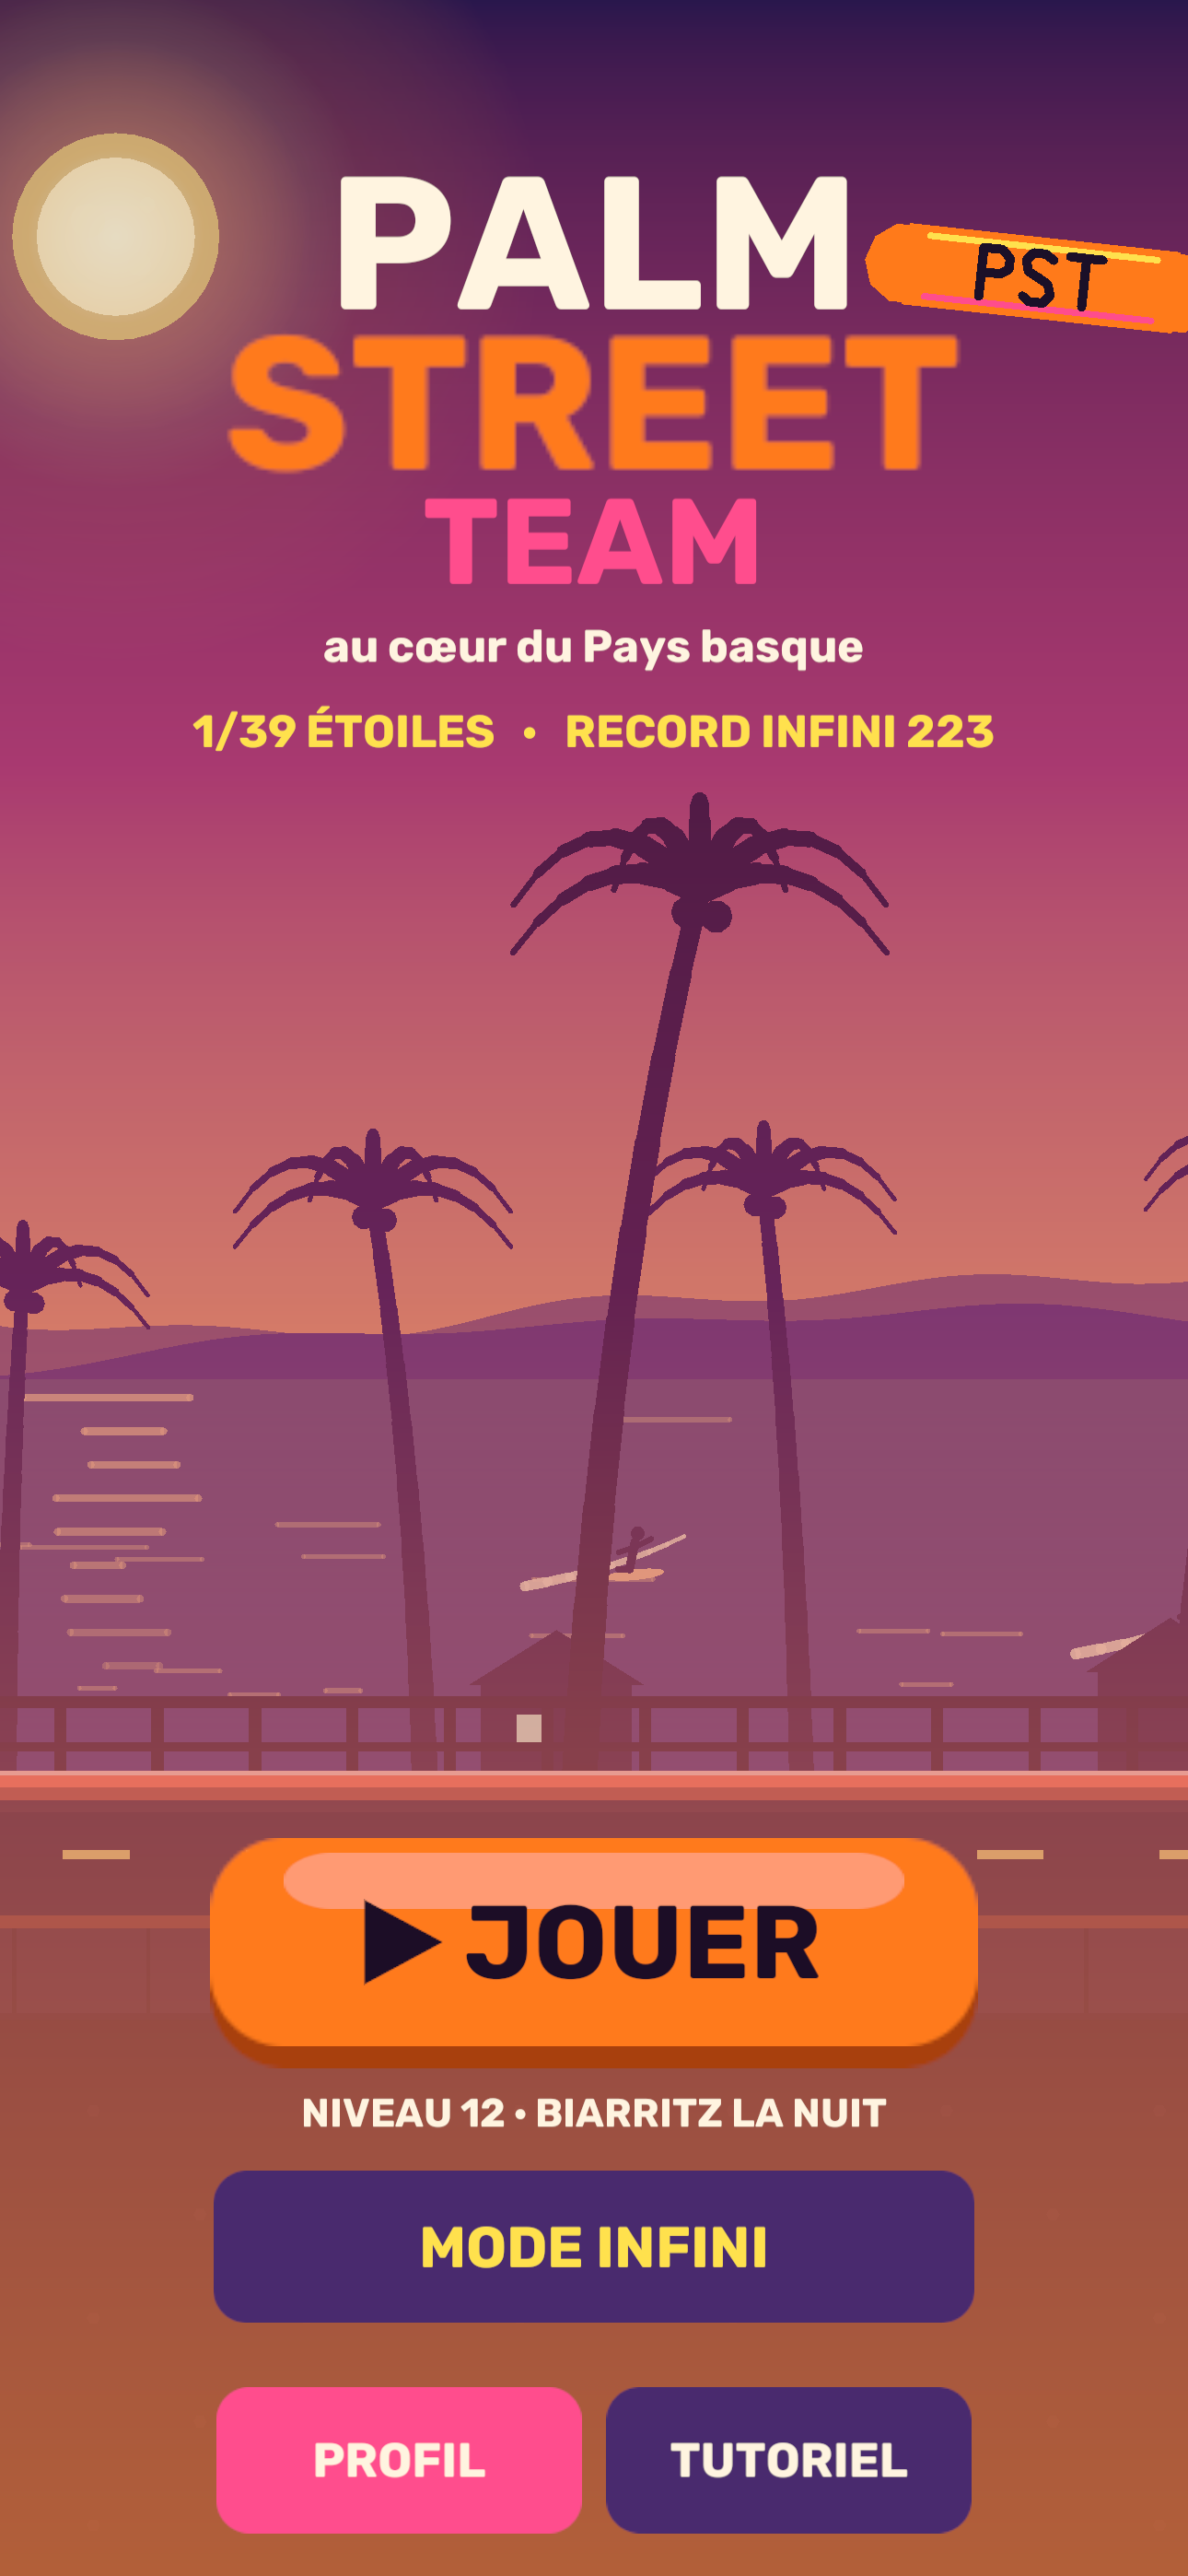 PALM
PST
STREET
TEAM
au cœur du Pays basque
1/39 ÉTOILES • RECORD INFINI 223
JOUER
NIVEAU 12 • BIARRITZ LA NUIT
MODE INFINI
PROFIL
TUTORIEL